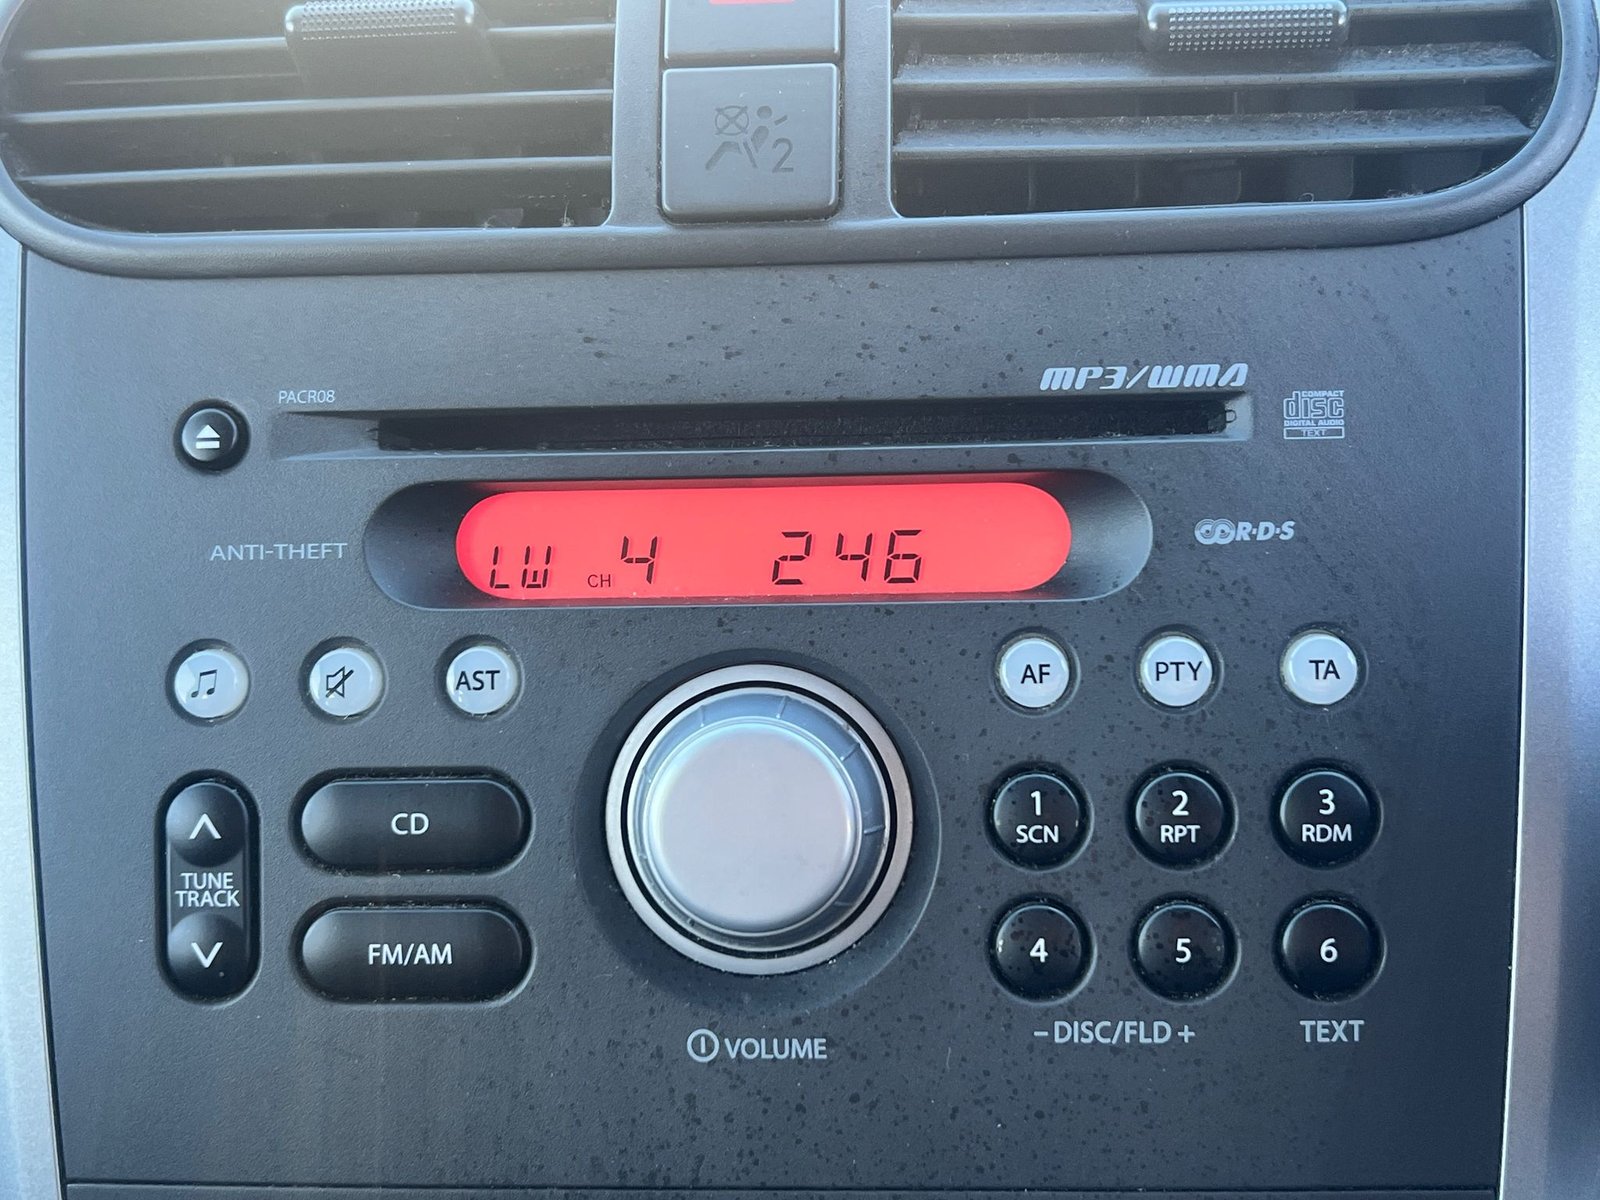 2
MP3/WMA
PACR08
COMPACT
disc
DIGITAL AUDIO
TEXT
ANTI-THEFT
LW CH 4 246
R·D·S
AST
AF
PTY
TA
CD
TUNE
TRACK
FM/AM
1
SCN
2
RPT
3
RDM
4
5
6
VOLUME
– DISC/FLD +
TEXT